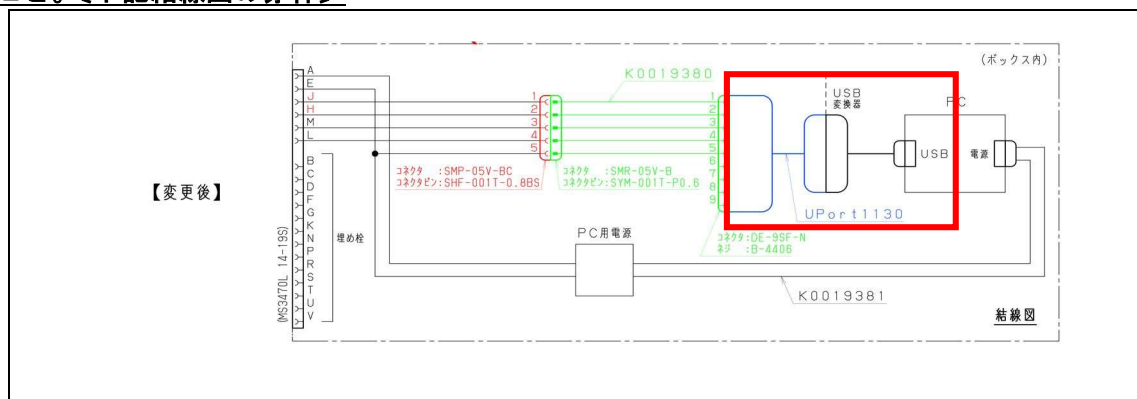 (ボックス内)
【変更後】
A
E
J
H
M
L
B
C
D
F
G
K
N
P
R
S
T
U
V
(MS3470L 14-19S)
埋め栓
1
2
3
4
5
コネクタ :SMP-05V-BC
コネクタピン:SHF-001T-0.8BS
コネクタ :SMR-05V-B
コネクタピン:SYM-001T-P0.6
K0019380
1
2
3
4
5
6
7
8
9
コネクタ:DE-9SF-N
ネジ :B-4406
USB
変換器
UPort1130
PC
USB
電源
PC用電源
K0019381
結線図